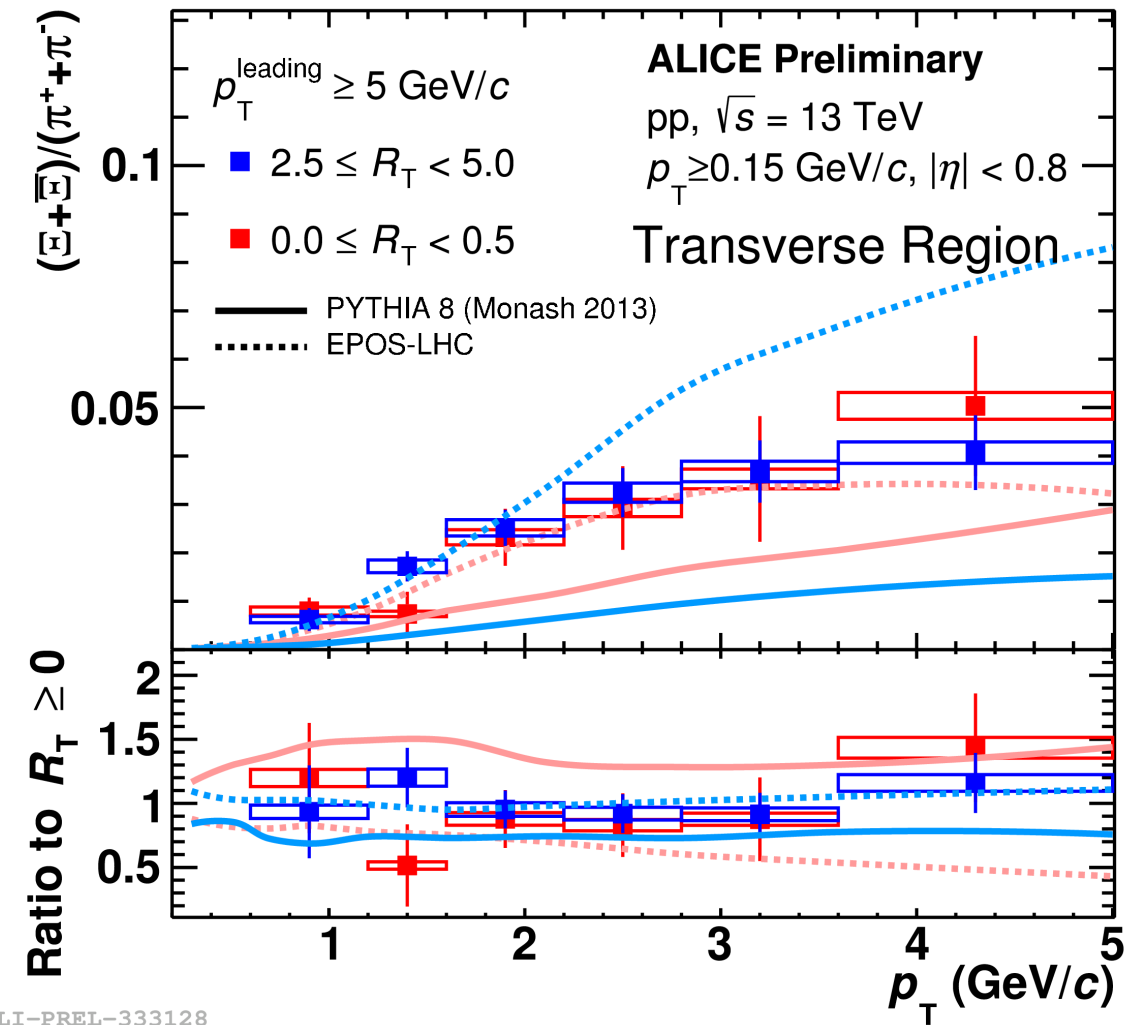 (Ξ+Ξ̅)/(π⁺+π⁻)
p_T^leading ≥ 5 GeV/c
2.5 ≤ R_T < 5.0
0.0 ≤ R_T < 0.5
PYTHIA 8 (Monash 2013)
EPOS-LHC
ALICE Preliminary
pp, √s = 13 TeV
p_T≥0.15 GeV/c, |η| < 0.8
Transverse Region
0.1
0.05
Ratio to R_T ≥ 0
2
1.5
1
0.5
1 2 3 4 5
p_T (GeV/c)
LI-PREL-333128